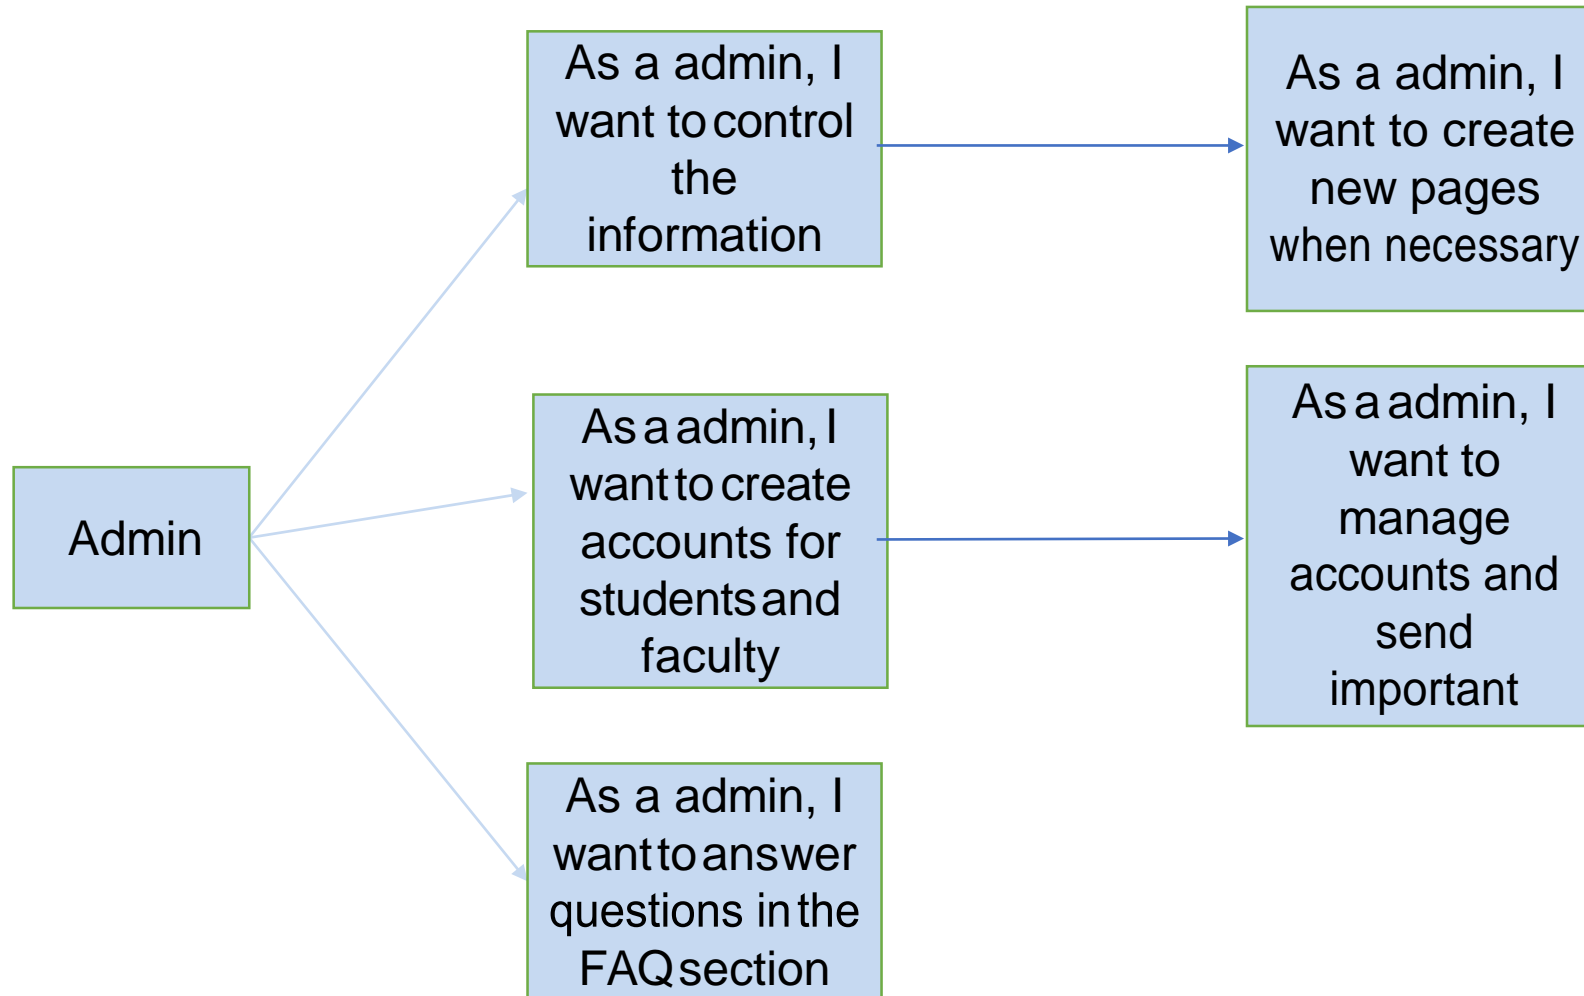 As a admin, I
want to control
the
information
As a admin, I
want to create
new pages
when necessary
Admin
As a admin, I
want to create
accounts for
students and
faculty
As a admin, I
want to
manage
accounts and
send
important
As a admin, I
want to answer
questions in the
FAQ section